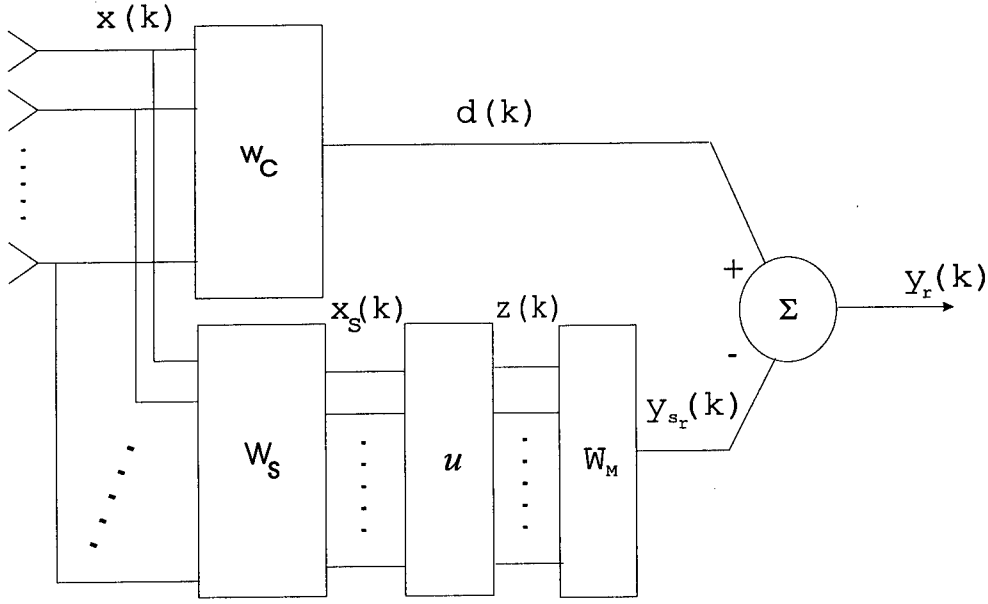 x(k)
w_C
d(k)
+
Σ
y_r(k)
-
x_S(k)
z(k)
y_{s_r}(k)
W_S
u
W_M